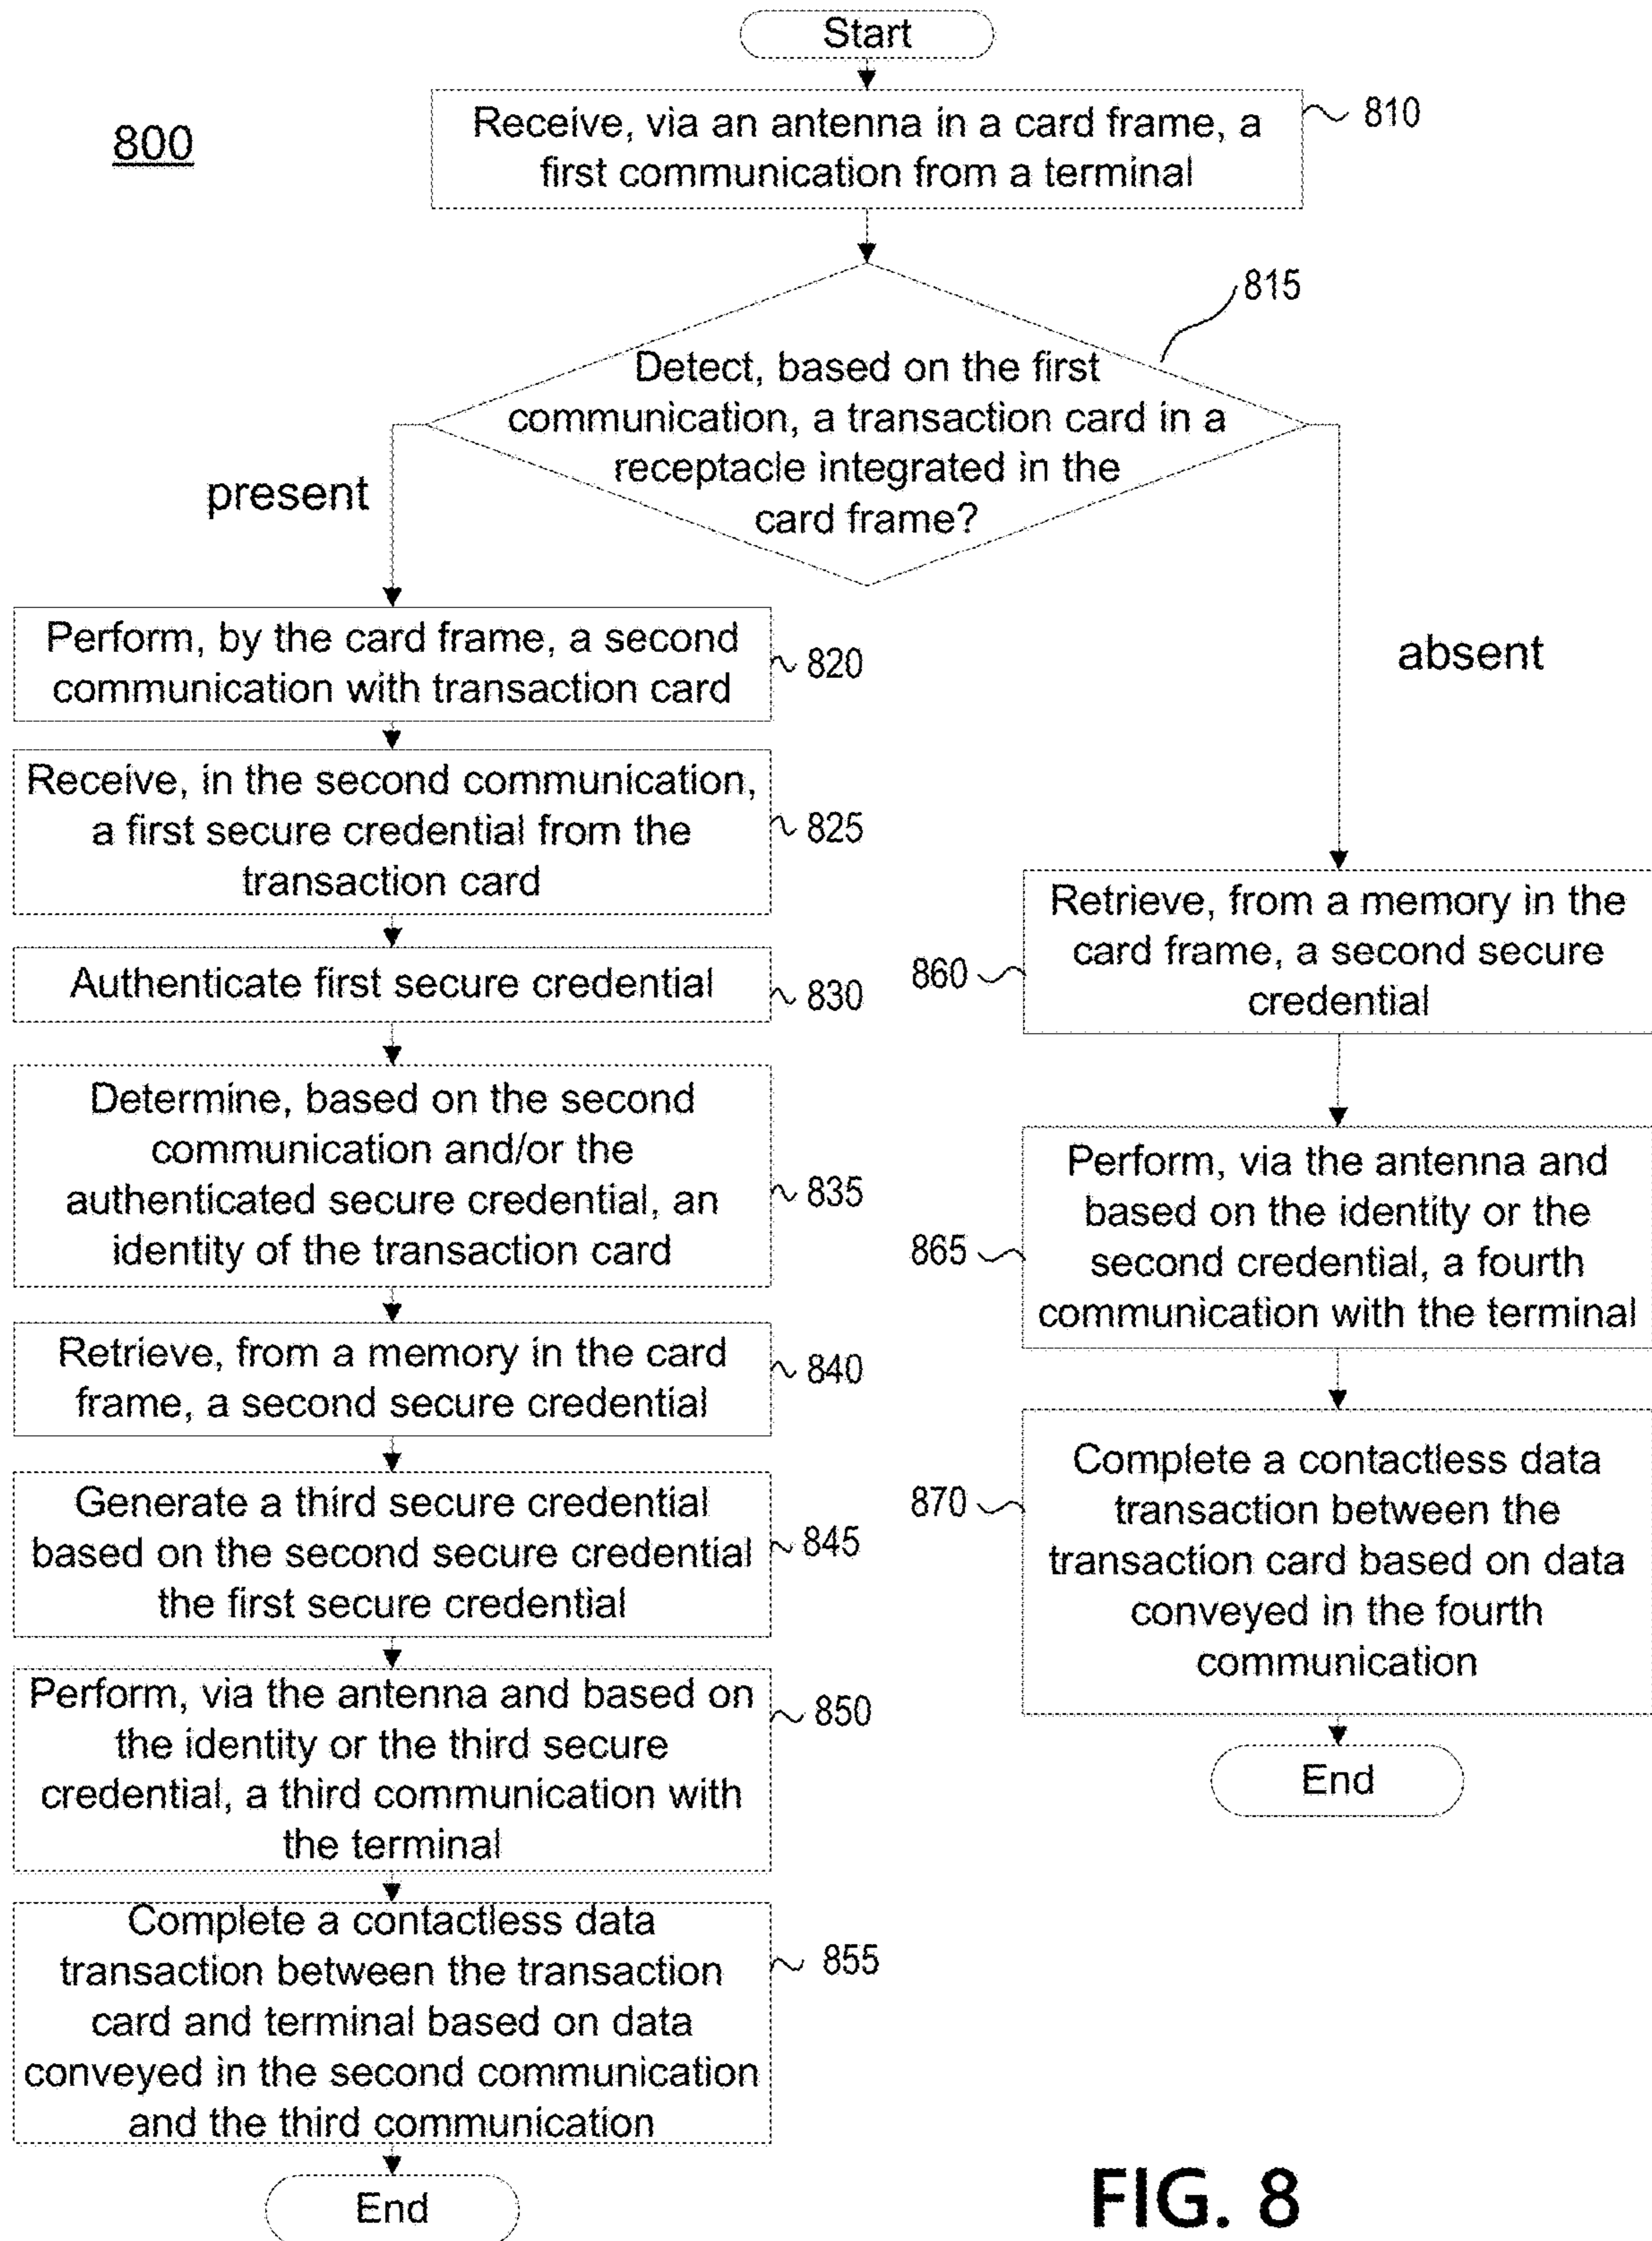 Start
800
Receive, via an antenna in a card frame, a
first communication from a terminal
810
815
Detect, based on the first
communication, a transaction card in a
receptacle integrated in the
card frame?
present
absent
Perform, by the card frame, a second
communication with transaction card
820
Receive, in the second communication,
a first secure credential from the
transaction card
825
Authenticate first secure credential
830
Determine, based on the second
communication and/or the
authenticated secure credential, an
identity of the transaction card
835
Retrieve, from a memory in the card
frame, a second secure credential
840
Generate a third secure credential
based on the second secure credential
the first secure credential
845
Perform, via the antenna and based on
the identity or the third secure
credential, a third communication with
the terminal
850
Complete a contactless data
transaction between the transaction
card and terminal based on data
conveyed in the second communication
and the third communication
855
End
Retrieve, from a memory in the
card frame, a second secure
credential
860
Perform, via the antenna and
based on the identity or the
second credential, a fourth
communication with the terminal
865
Complete a contactless data
transaction between the
transaction card based on data
conveyed in the fourth
communication
870
End
FIG. 8